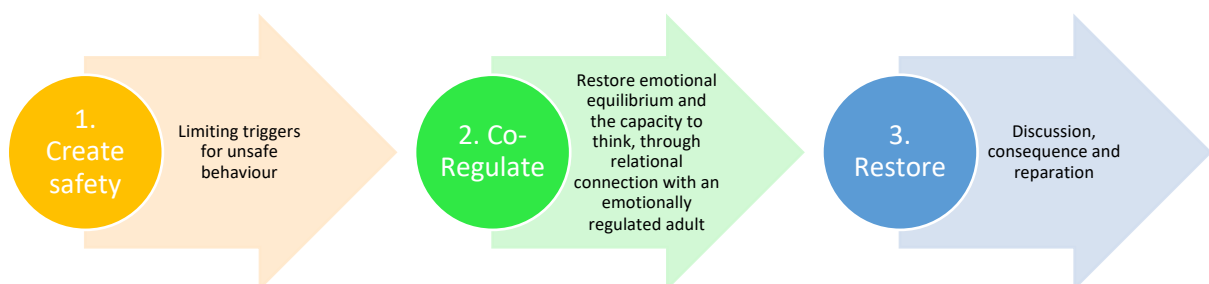 1.
Create
safety
Limiting triggers
for unsafe
behaviour
2. Co-
Regulate
Restore emotional
equilibrium and
the capacity to
think, through
relational
connection with an
emotionally
regulated adult
3.
Restore
Discussion,
consequence and
reparation